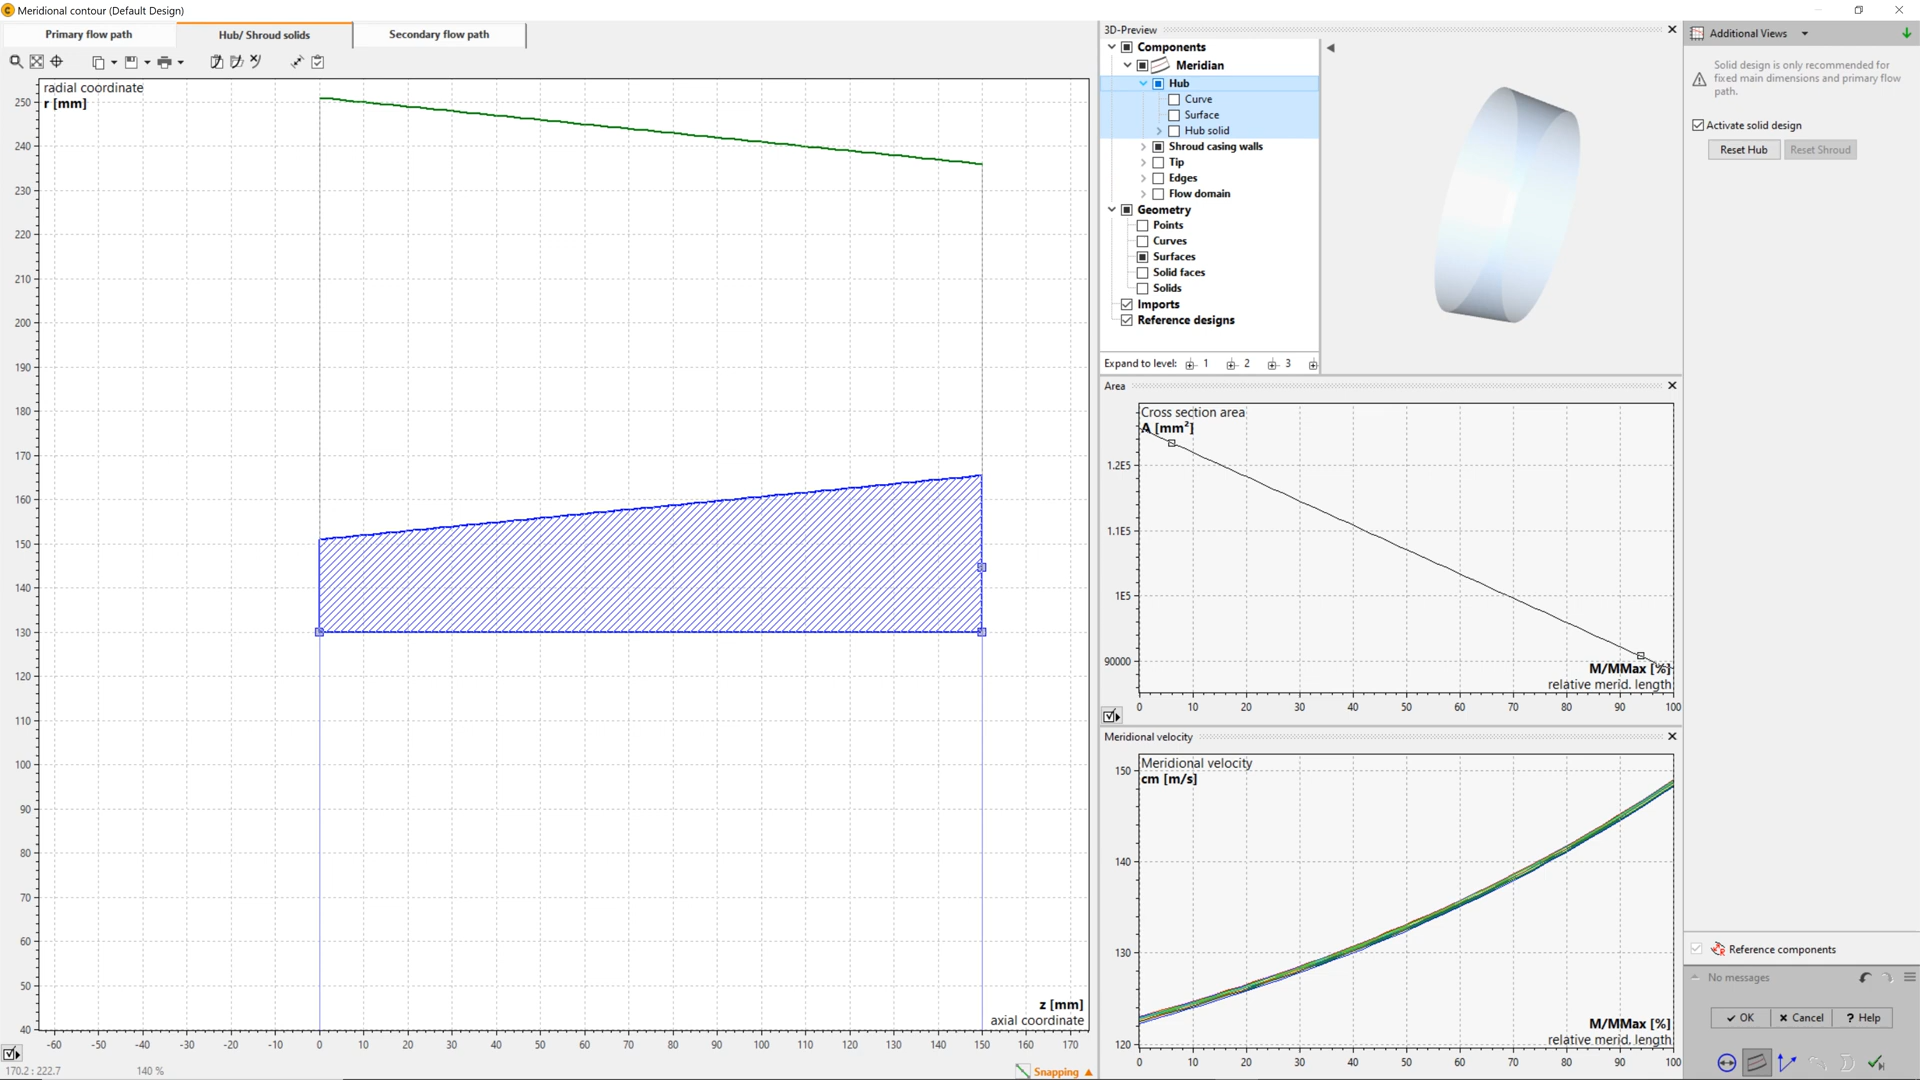 Meridional contour (Default Design)
Primary flow path
Hub/ Shroud solids
Secondary flow path
radial coordinate
r [mm]
250
240
230
220
210
200
190
180
170
160
150
140
130
120
110
100
90
80
70
60
50
40
z [mm]
axial coordinate
-60 -50 -40 -30 -20 -10 0 10 20 30 40 50 60 70 80 90 100 110 120 130 140 150 160 170
170.2 : 222.7
140 %
Snapping
3D-Preview
Components
Meridian
Hub
Curve
Surface
Hub solid
Shroud casing walls
Tip
Edges
Flow domain
Geometry
Points
Curves
Surfaces
Solid faces
Solids
Imports
Reference designs
Expand to level: 1 2 3
Area
Cross section area
A [mm²]
1.2E5
1.1E5
1E5
90000
M/MMax [%]
relative merid. length
0 10 20 30 40 50 60 70 80 90 100
Meridional velocity
Meridional velocity
cm [m/s]
150
140
130
120
M/MMax [%]
relative merid. length
0 10 20 30 40 50 60 70 80 90 100
Additional Views
Solid design is only recommended for
fixed main dimensions and primary flow
path.
Activate solid design
Reset Hub
Reset Shroud
Reference components
No messages
OK
Cancel
? Help